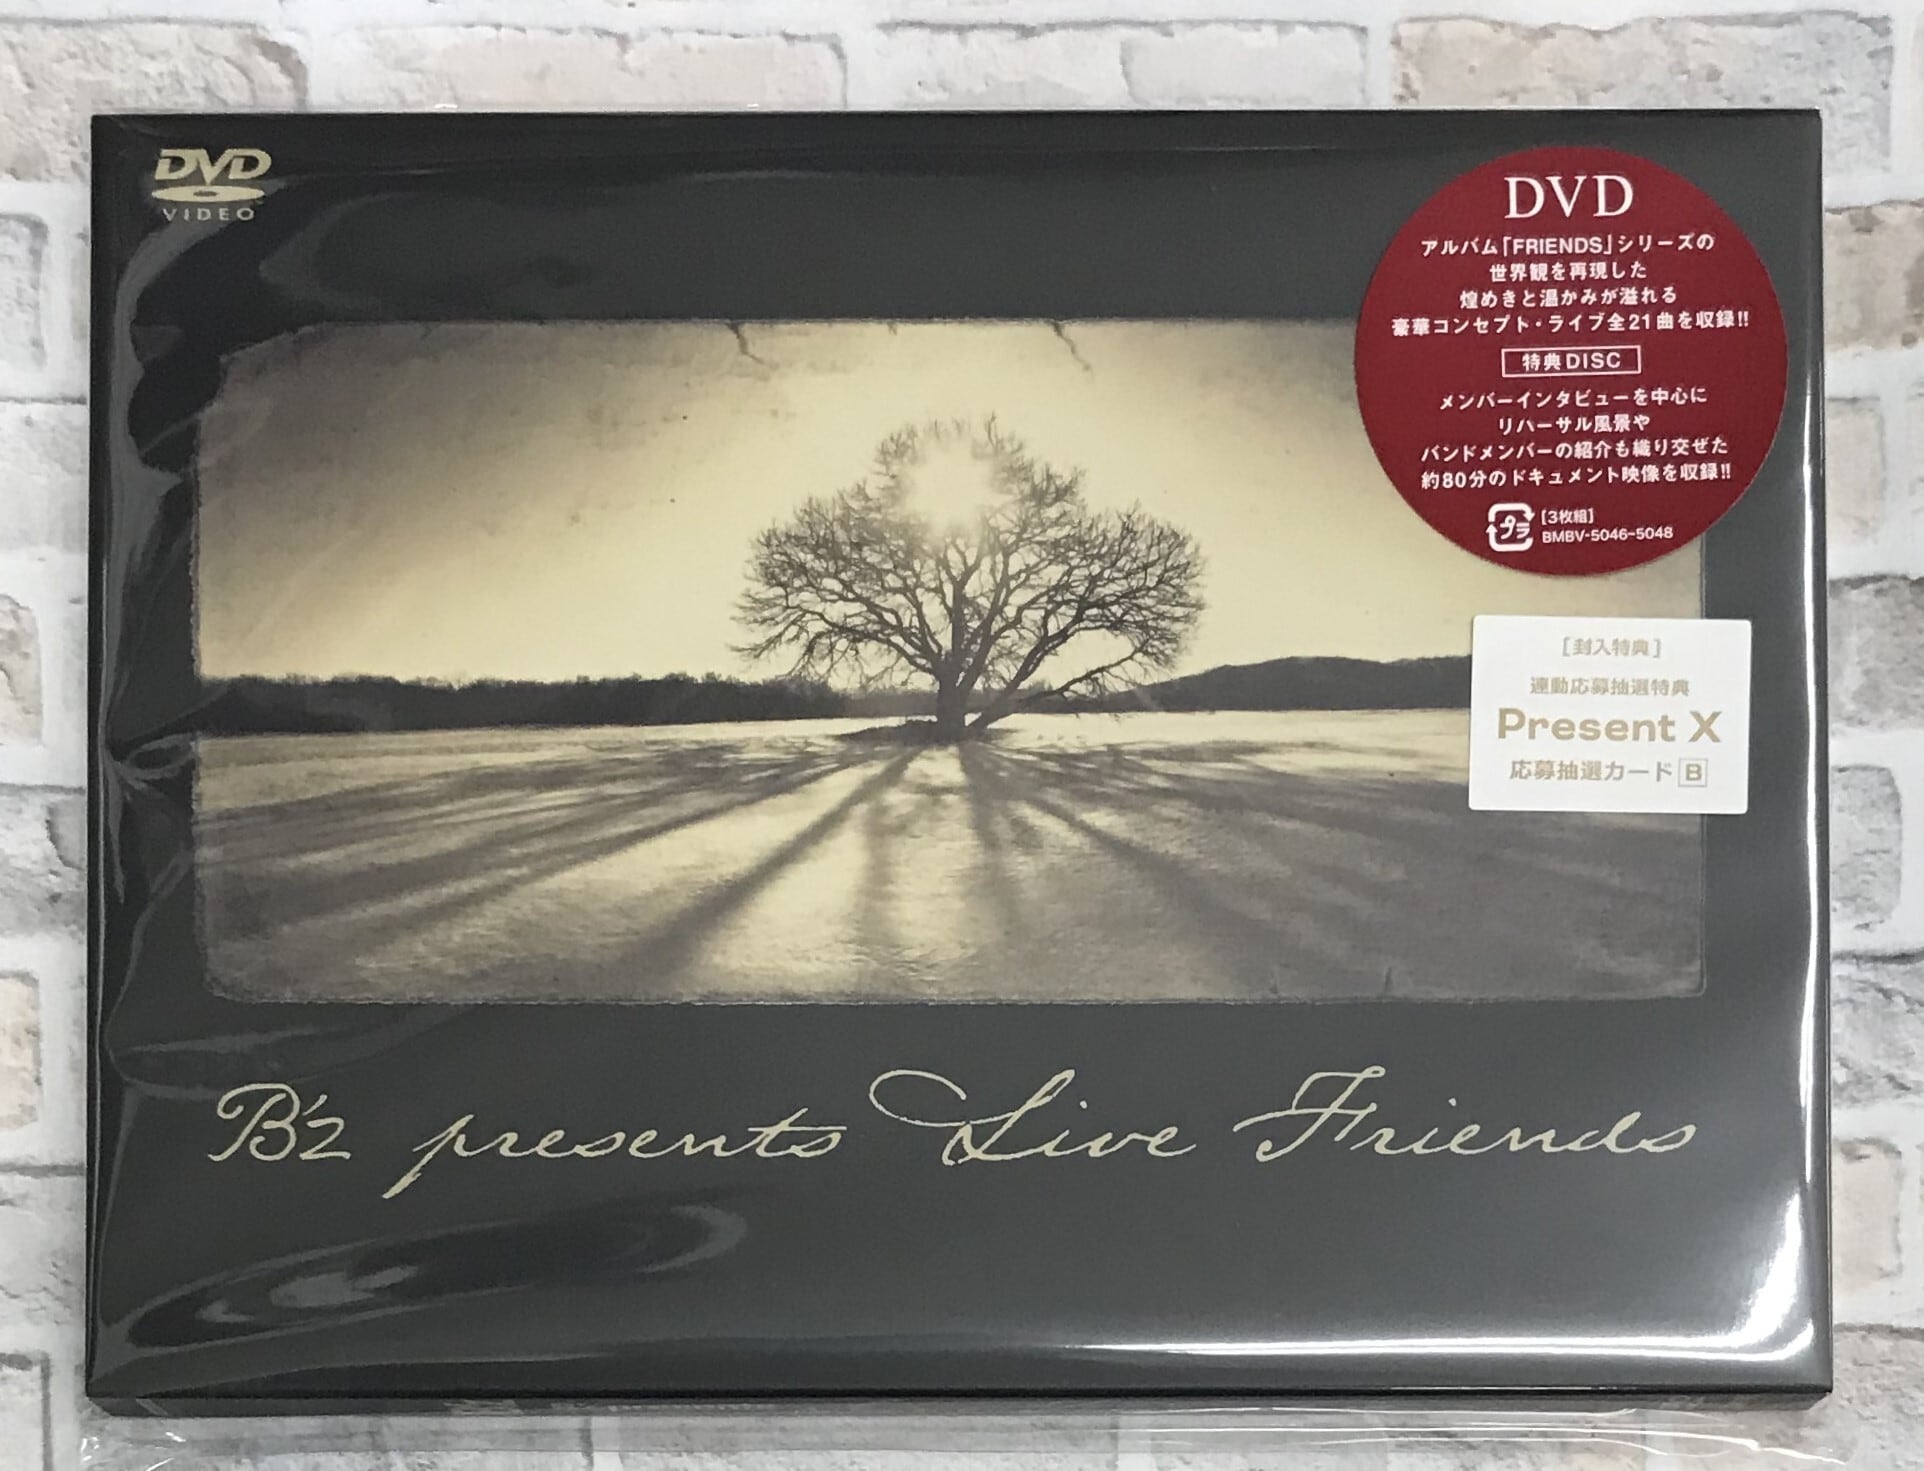 DVD
VIDEO
DVD
アルバム「FRIENDS」シリーズの
世界観を再現した
煌めきと温かみが溢れる
豪華コンセプト・ライブ全21曲を収録!!
特典DISC
メンバーインタビューを中心に
リハーサル風景や
バンドメンバーの紹介も織り交ぜた
約80分のドキュメント映像を収録!!
プラ
[3枚組]
BMBV-5046-5048
[封入特典]
連動応募抽選特典
Present X
応募抽選カード B
B'z presents Live Friends